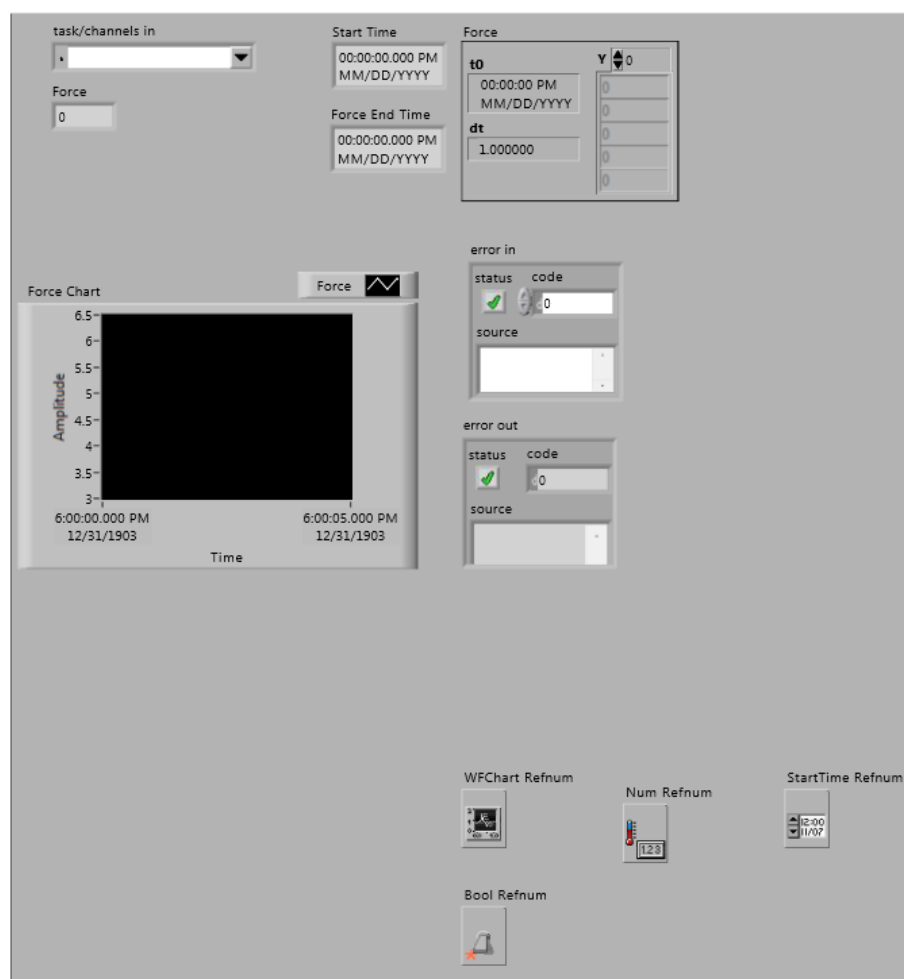 task/channels in
Start Time
Force
00:00:00.000 PM
MM/DD/YYYY
t0
00:00:00 PM
MM/DD/YYYY
Y
0
0
0
0
0
0
Force
0
Force End Time
00:00:00.000 PM
MM/DD/YYYY
dt
1.000000
error in
status
code
0
source
Force Chart
Force
6.5
6
5.5
5
4.5
4
3.5
3
Amplitude
6:00:00.000 PM
12/31/1903
6:00:05.000 PM
12/31/1903
Time
error out
status
code
0
source
WFChart Refnum
Num Refnum
1.2 3
StartTime Refnum
12:00
11/07
Bool Refnum